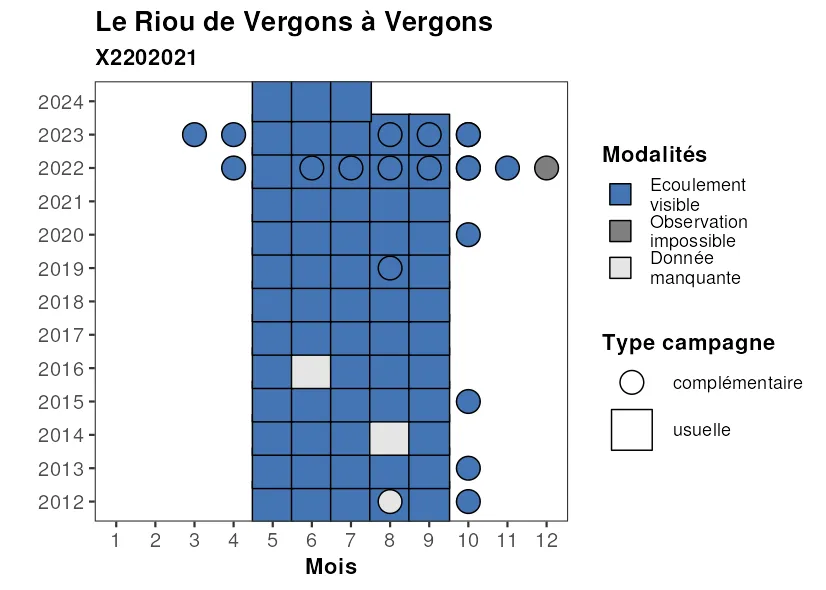 Le Riou de Vergons à Vergons
X2202021
2024
2023
2022
2021
2020
2019
2018
2017
2016
2015
2014
2013
2012
1 2 3 4 5 6 7 8 9 10 11 12
Mois
Modalités
Ecoulement
visible
Observation
impossible
Donnée
manquante
Type campagne
complémentaire
usuelle